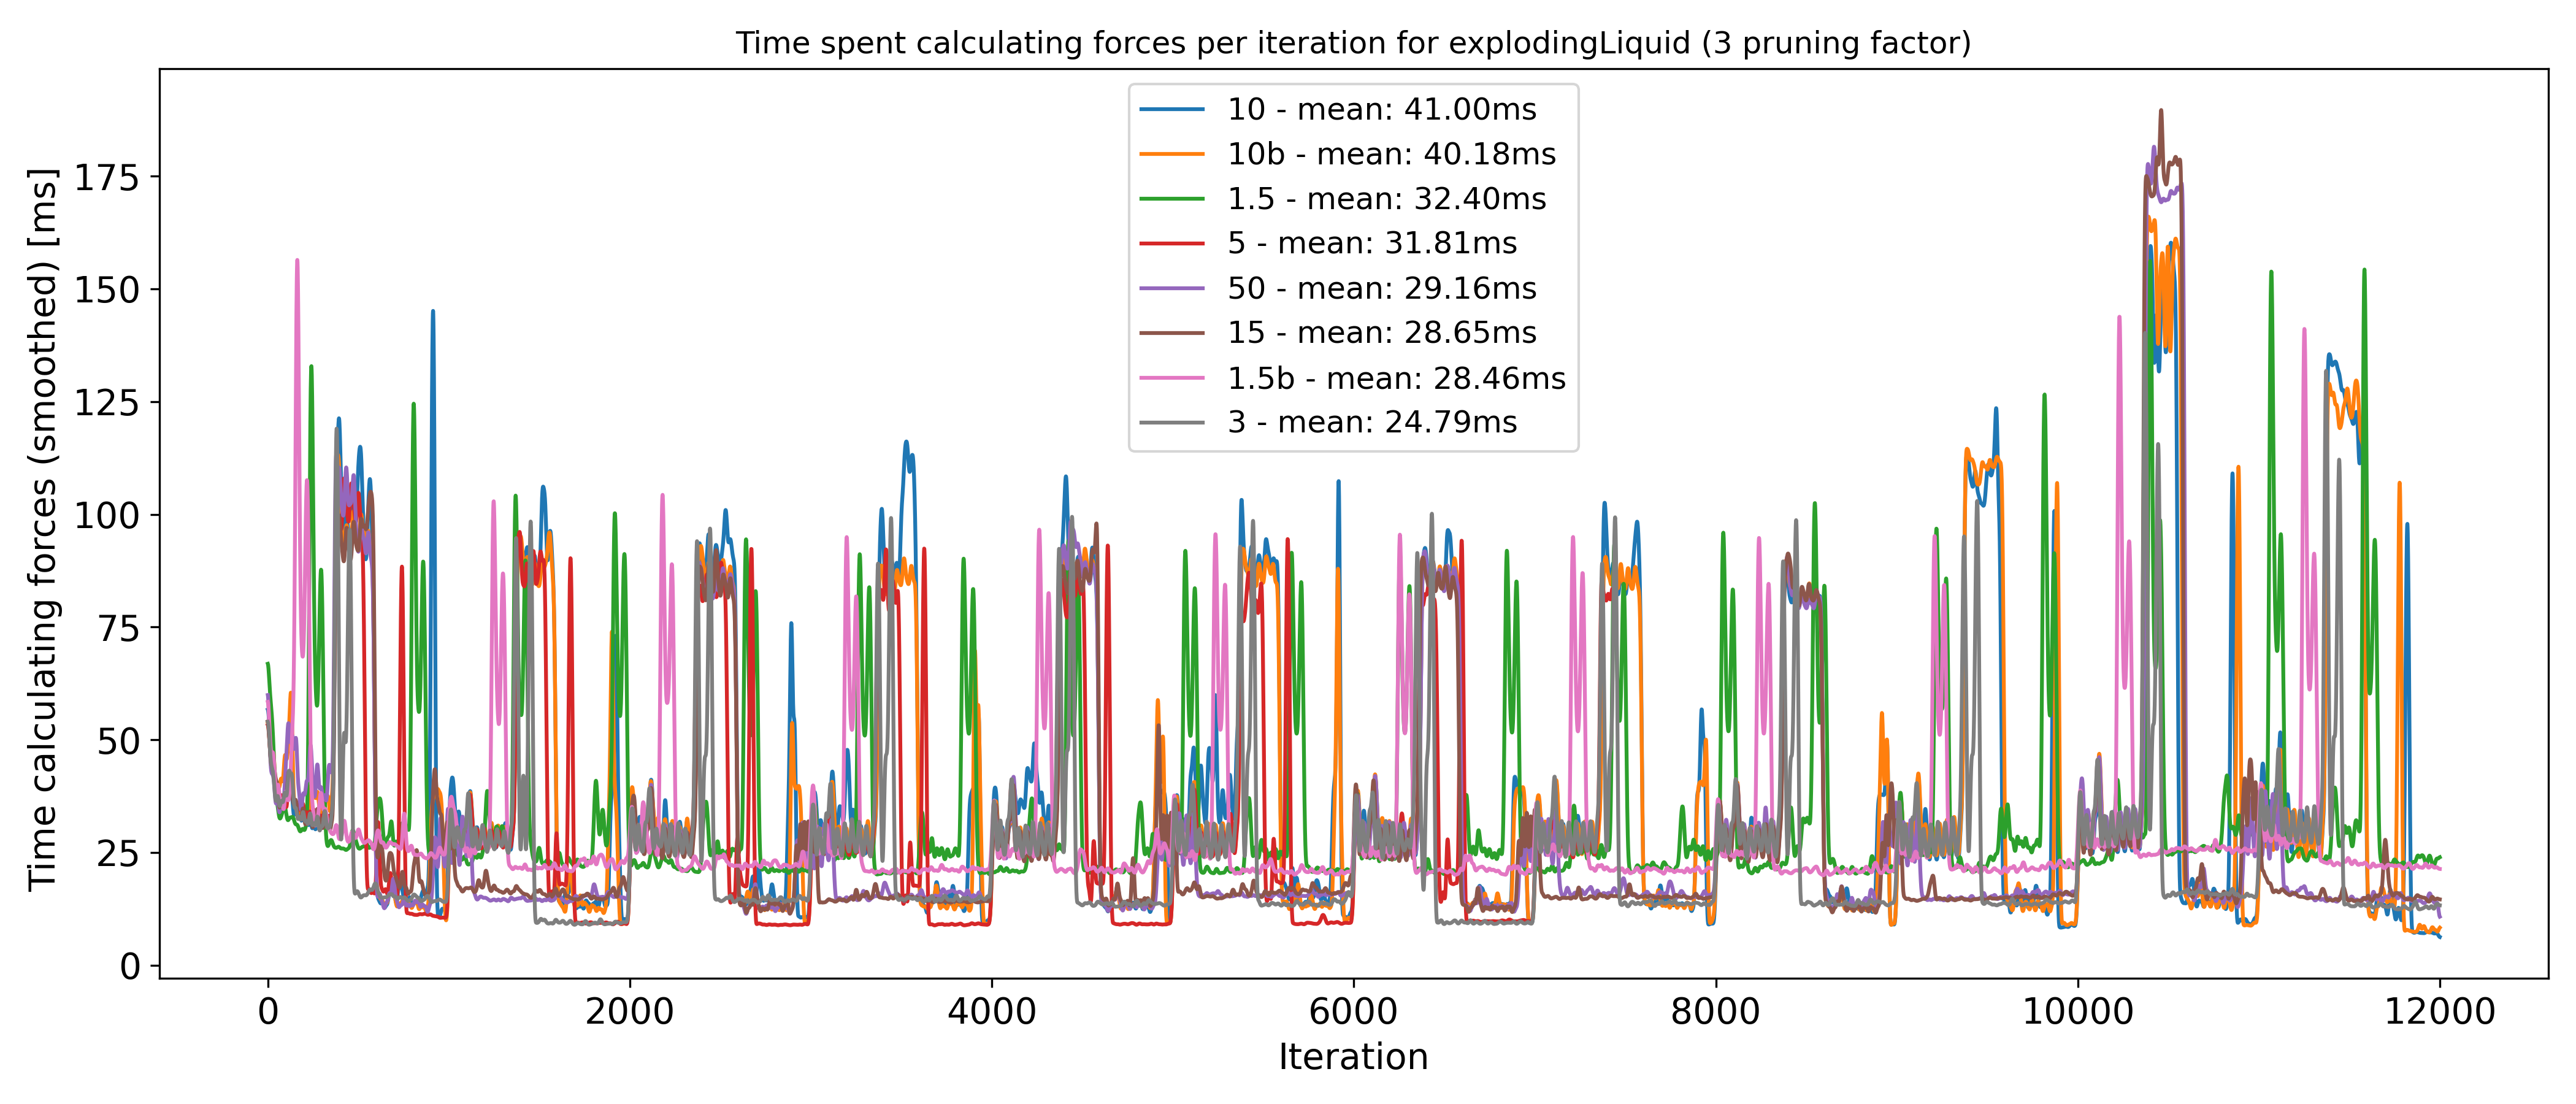 Time spent calculating forces per iteration for explodingLiquid (3 pruning factor)
Time calculating forces (smoothed) [ms]
175
150
125
100
75
50
25
0
10 - mean: 41.00ms
10b - mean: 40.18ms
1.5 - mean: 32.40ms
5 - mean: 31.81ms
50 - mean: 29.16ms
15 - mean: 28.65ms
1.5b - mean: 28.46ms
3 - mean: 24.79ms
0 2000 4000 6000 8000 10000 12000
Iteration